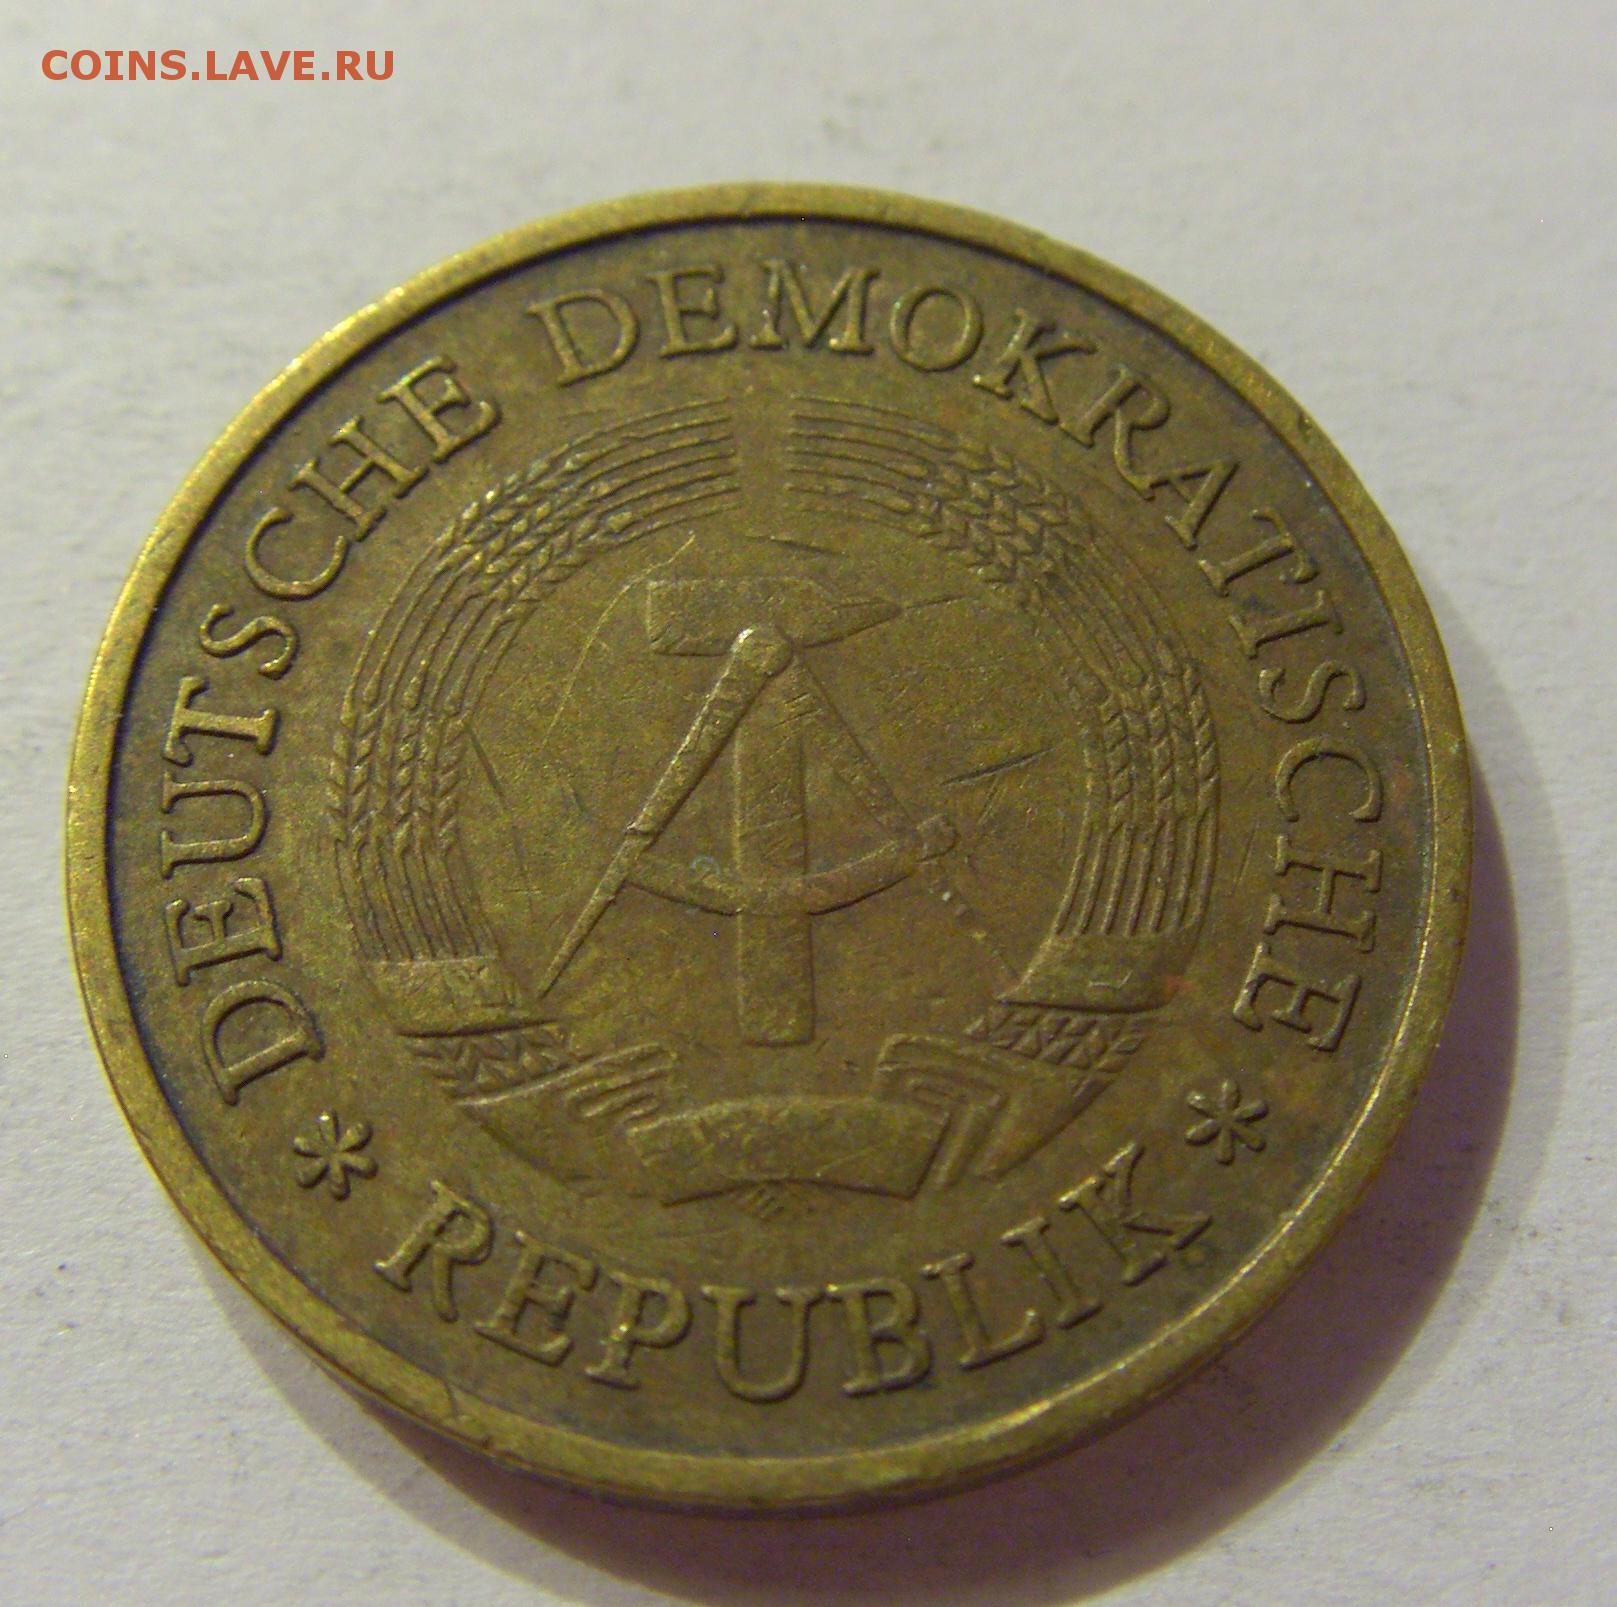 COINS.LAVE.RU
DEUTSCHE DEMOKRATISCHE
* REPUBLIK *